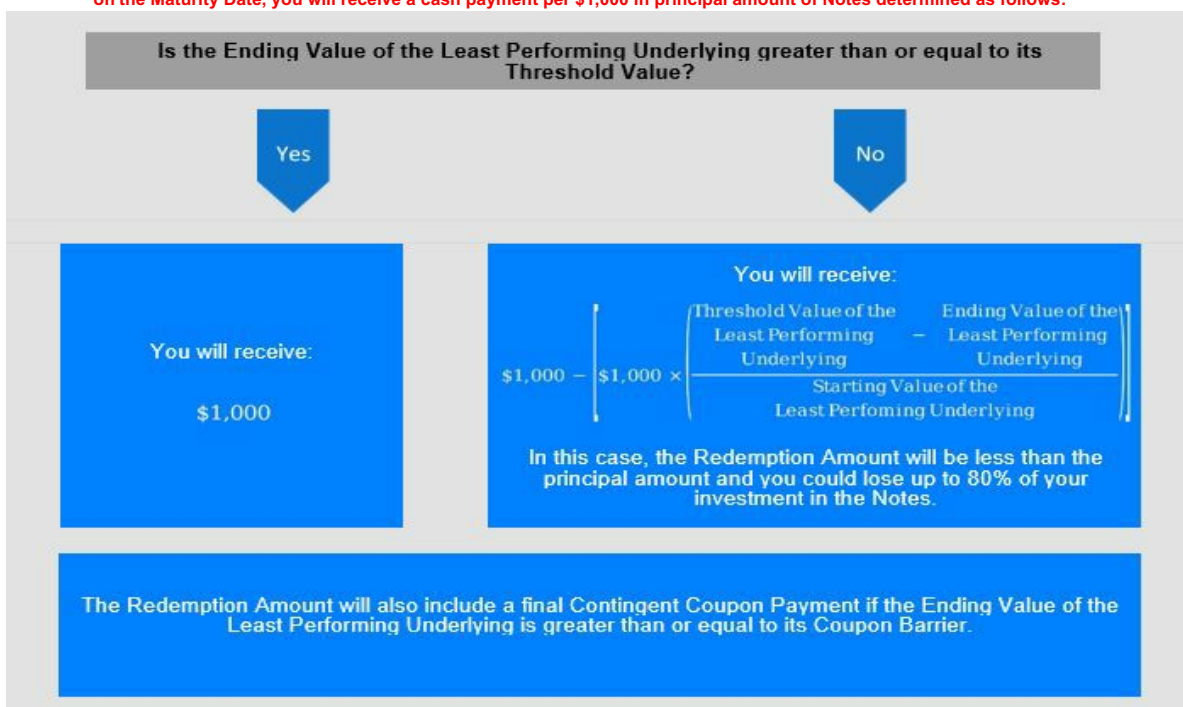 on the Maturity Date, you will receive a cash payment per $1,000 in principal amount of Notes determined as follows:
Is the Ending Value of the Least Performing Underlying greater than or equal to its
Threshold Value?
Yes
No
You will receive:
$1,000
You will receive:
$1,000 − [$1,000 × (Threshold Value of the Least Performing Underlying − Ending Value of the Least Performing Underlying
Starting Value of the
Least Perfoming Underlying)]
In this case, the Redemption Amount will be less than the
principal amount and you could lose up to 80% of your
investment in the Notes.
The Redemption Amount will also include a final Contingent Coupon Payment if the Ending Value of the
Least Performing Underlying is greater than or equal to its Coupon Barrier.